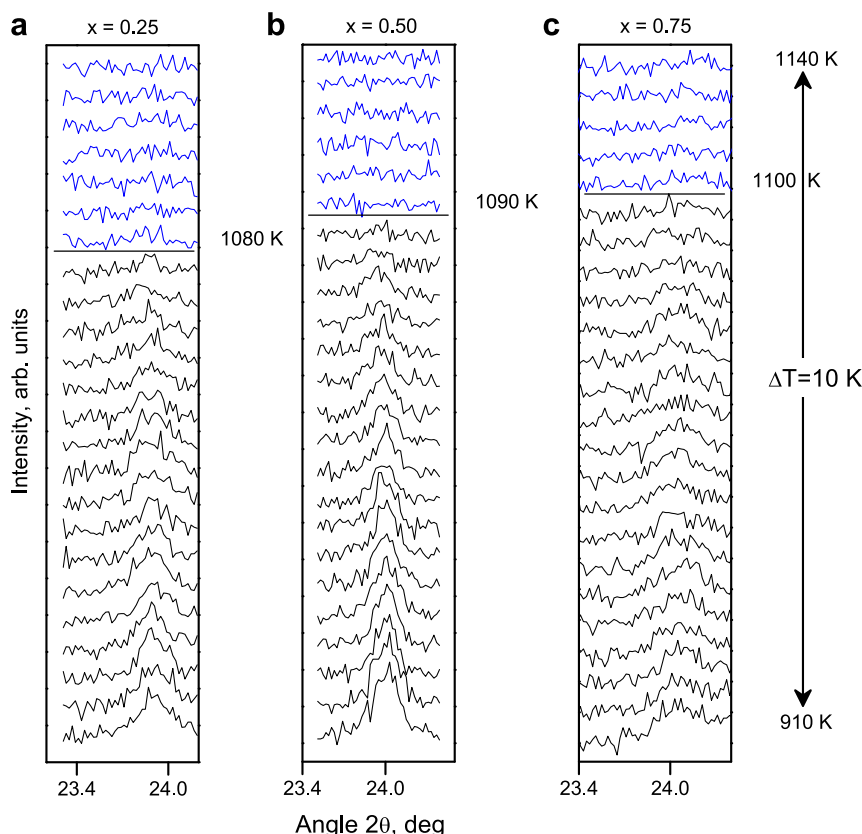 a
x = 0.25
b
x = 0.50
c
x = 0.75
1140 K
1100 K
1090 K
1080 K
ΔT=10 K
910 K
Intensity, arb. units
23.4
24.0
23.4
24.0
23.4
24.0
Angle 2θ, deg